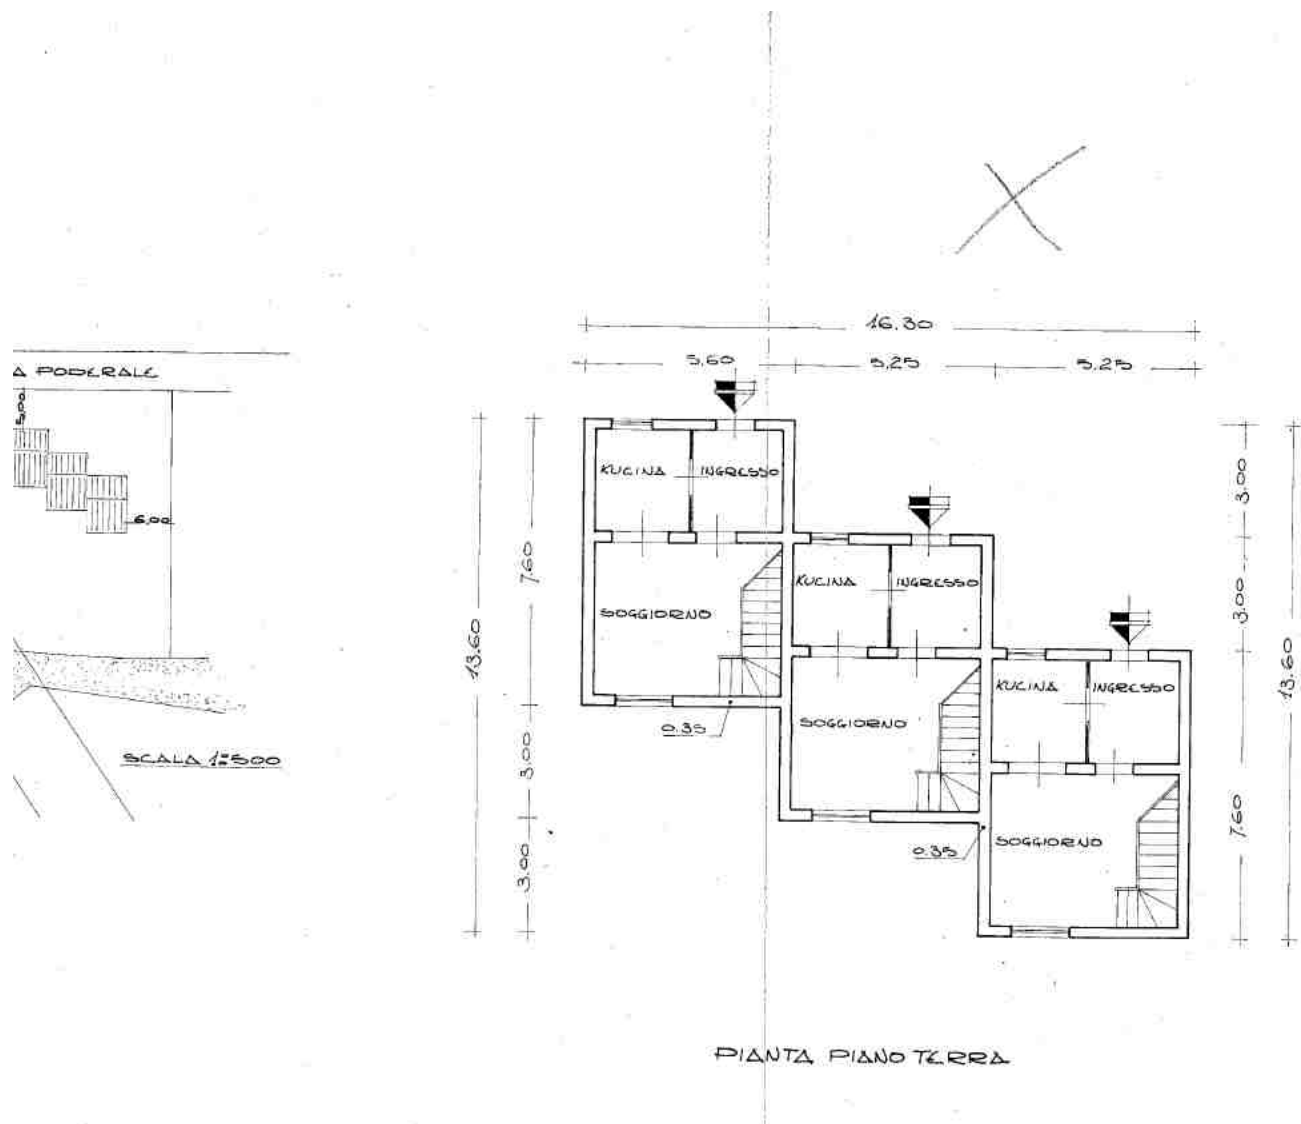 16.30
5,60 5,25 5,25
A PODERALE
5,00
6,00
SCALA 1:500
13.60
7.60
3.00
3.00
KUCINA INGRESSO
SOGGIORNO
0.35
KUCINA INGRESSO
SOGGIORNO
0.35
KUCINA INGRESSO
SOGGIORNO
3.00
3.00
7.60
13.60
PIANTA PIANO TERRA